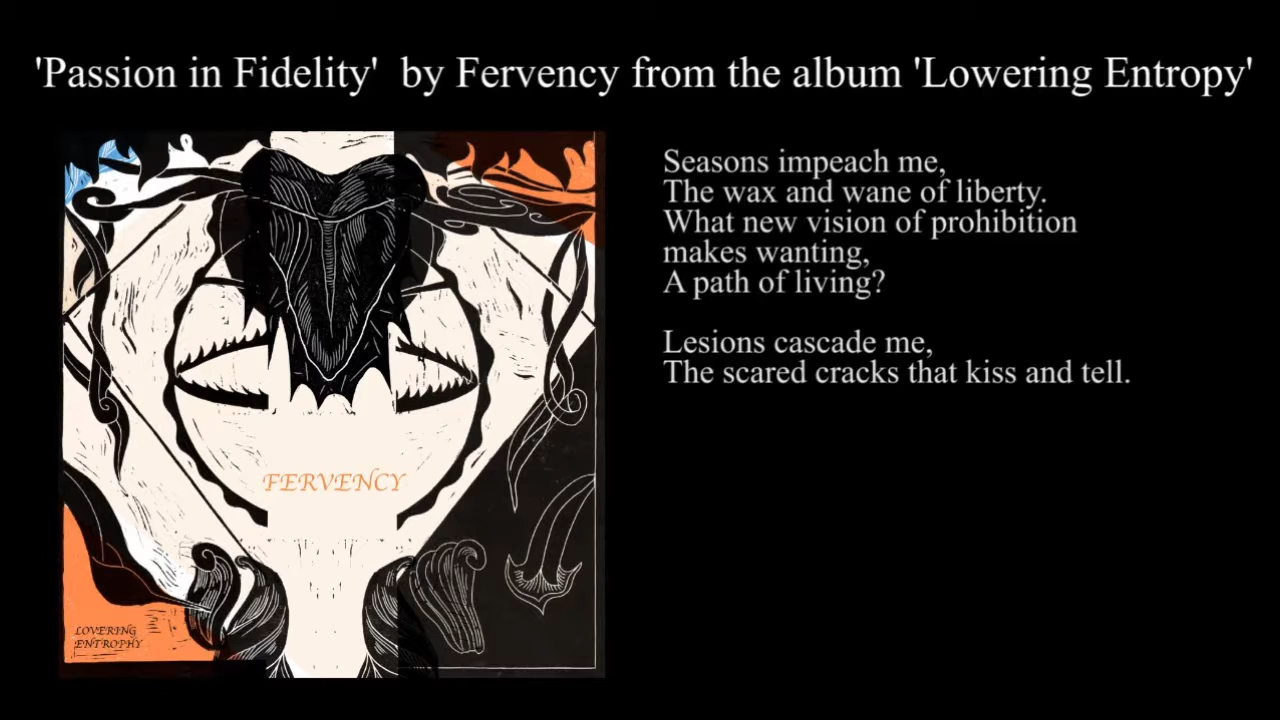 'Passion in Fidelity'  by Fervency from the album 'Lowering Entropy'
Seasons impeach me,
The wax and wane of liberty.
What new vision of prohibition
makes wanting,
A path of living?
Lesions cascade me,
The scared cracks that kiss and tell.
FERVENCY
LOVERING
ENTROPHY